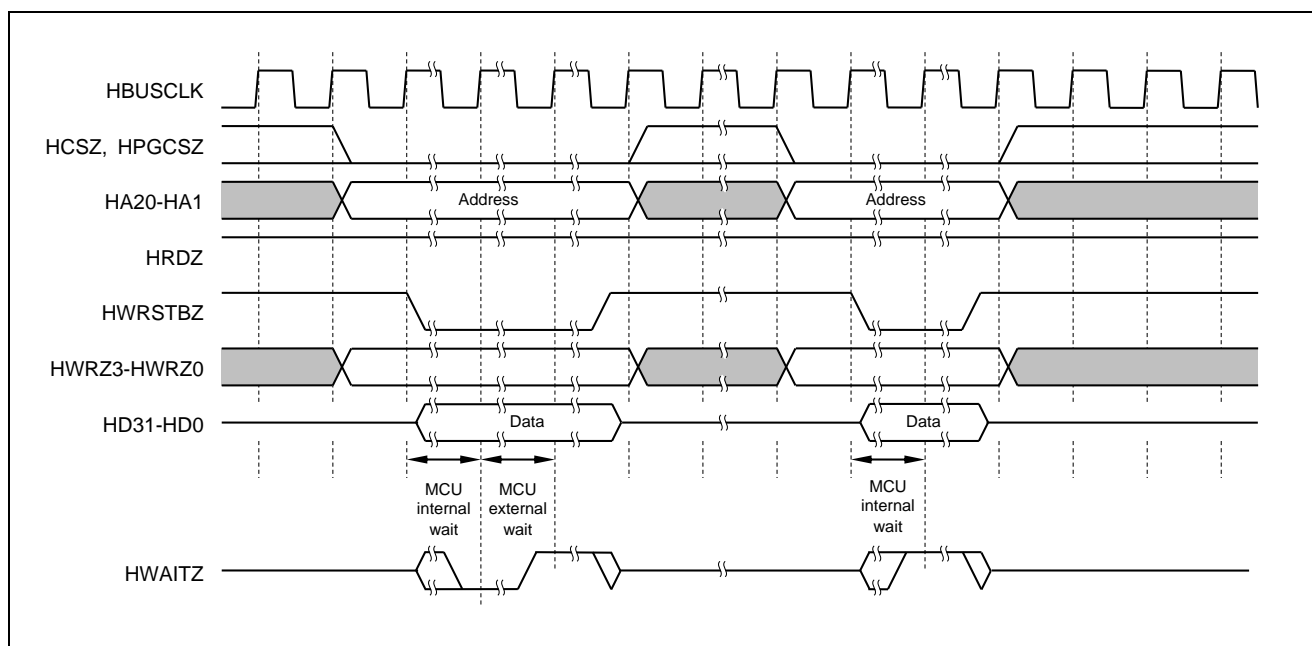 HBUSCLK
HCSZ, HPGCSZ
HA20-HA1
Address
Address
HRDZ
HWRSTBZ
HWRZ3-HWRZ0
HD31-HD0
Data
Data
MCU
internal
wait
MCU
external
wait
MCU
internal
wait
HWAITZ